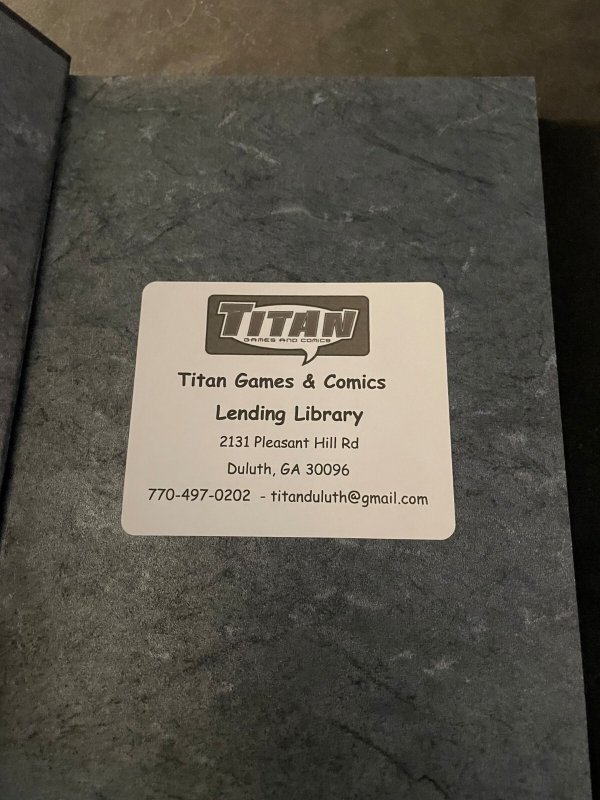 TITAN
GAMES AND COMICS
Titan Games & Comics
Lending Library
2131 Pleasant Hill Rd
Duluth, GA 30096
770-497-0202 - titanduluth@gmail.com